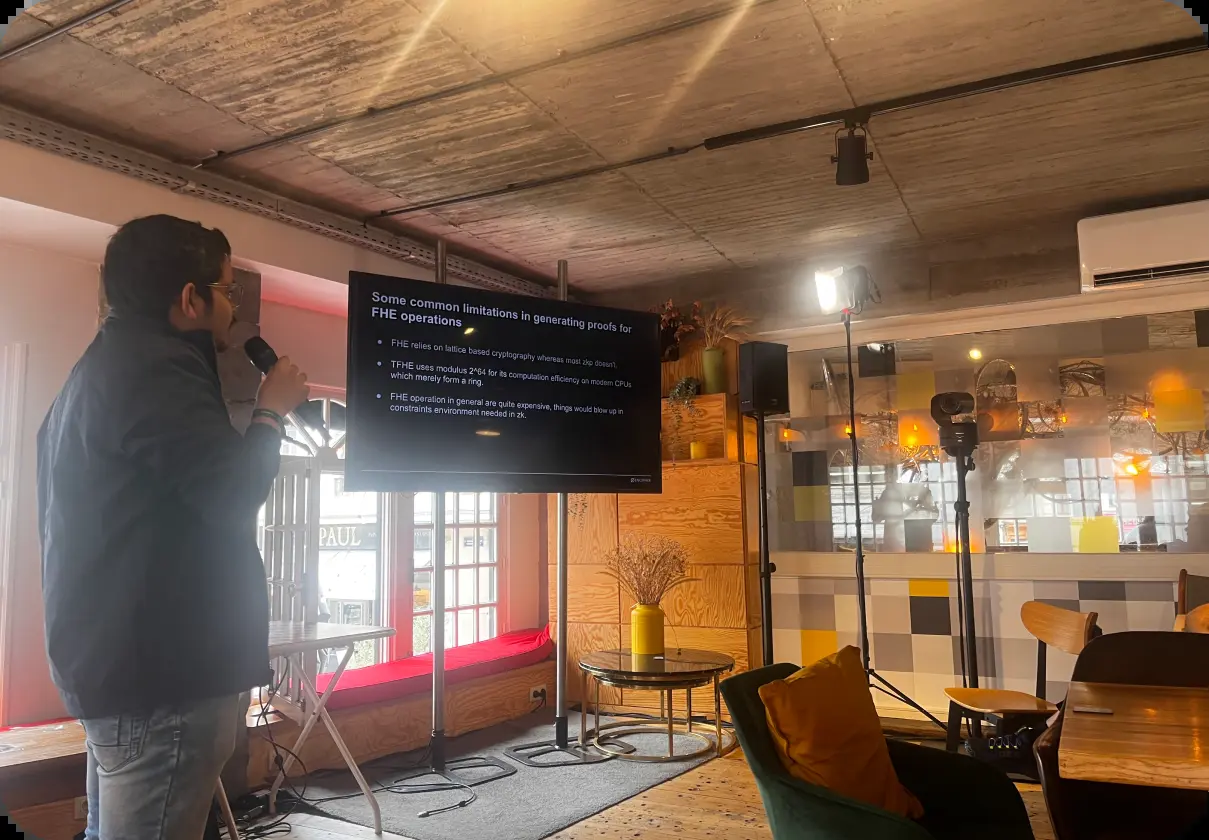 Some common limitations in generating proofs for
FHE operations
FHE relies on lattice based cryptography whereas most zkp doesn't.
TFHE uses modulus 2^64 for its computation efficiency on modern CPUs
which merely form a ring.
FHE operation in general are quite expensive, things would blow up in
constraints environment needed in zk.
PAUL